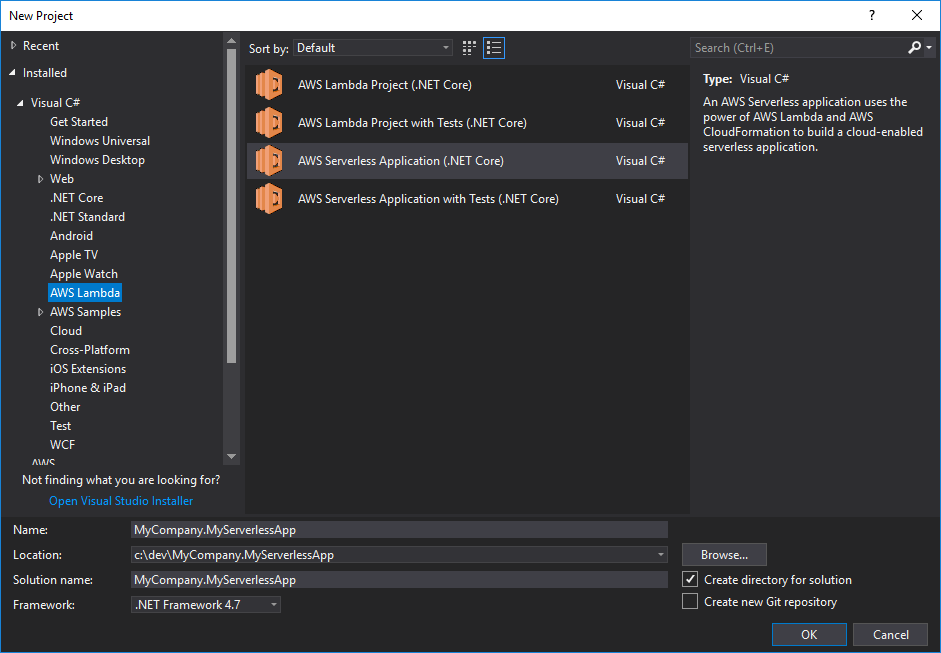 New Project
?
Recent
Installed
Visual C#
Get Started
Windows Universal
Windows Desktop
Web
.NET Core
.NET Standard
Android
Apple TV
Apple Watch
AWS Lambda
AWS Samples
Cloud
Cross-Platform
iOS Extensions
iPhone & iPad
Other
Test
WCF
AWS
Not finding what you are looking for?
Open Visual Studio Installer
Sort by: Default
AWS Lambda Project (.NET Core) Visual C#
AWS Lambda Project with Tests (.NET Core) Visual C#
AWS Serverless Application (.NET Core) Visual C#
AWS Serverless Application with Tests (.NET Core) Visual C#
Search (Ctrl+E)
Type: Visual C#
An AWS Serverless application uses the
power of AWS Lambda and AWS
CloudFormation to build a cloud-enabled
serverless application.
Name: MyCompany.MyServerlessApp
Location: c:\dev\MyCompany.MyServerlessApp
Browse...
Solution name: MyCompany.MyServerlessApp
Create directory for solution
Framework: .NET Framework 4.7
Create new Git repository
OK Cancel